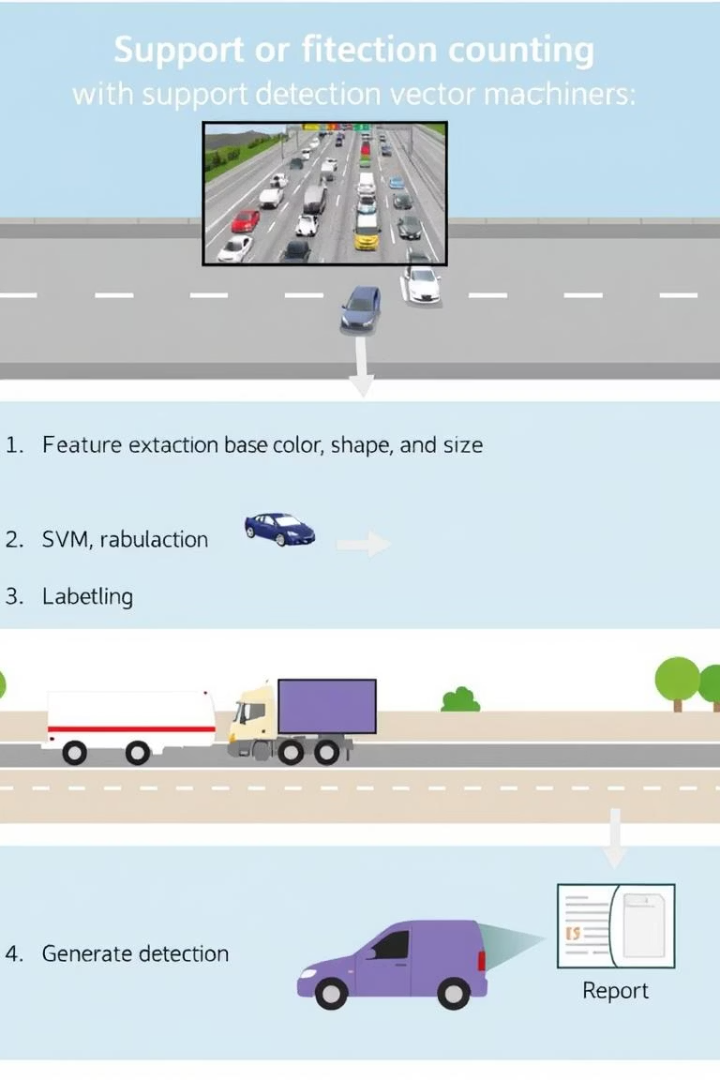 Support or fitection counting
with support detection vector machiners:
1. Feature extaction base color, shape, and size
2. SVM, rabulaction
3. Labetling
4. Generate detection
Report